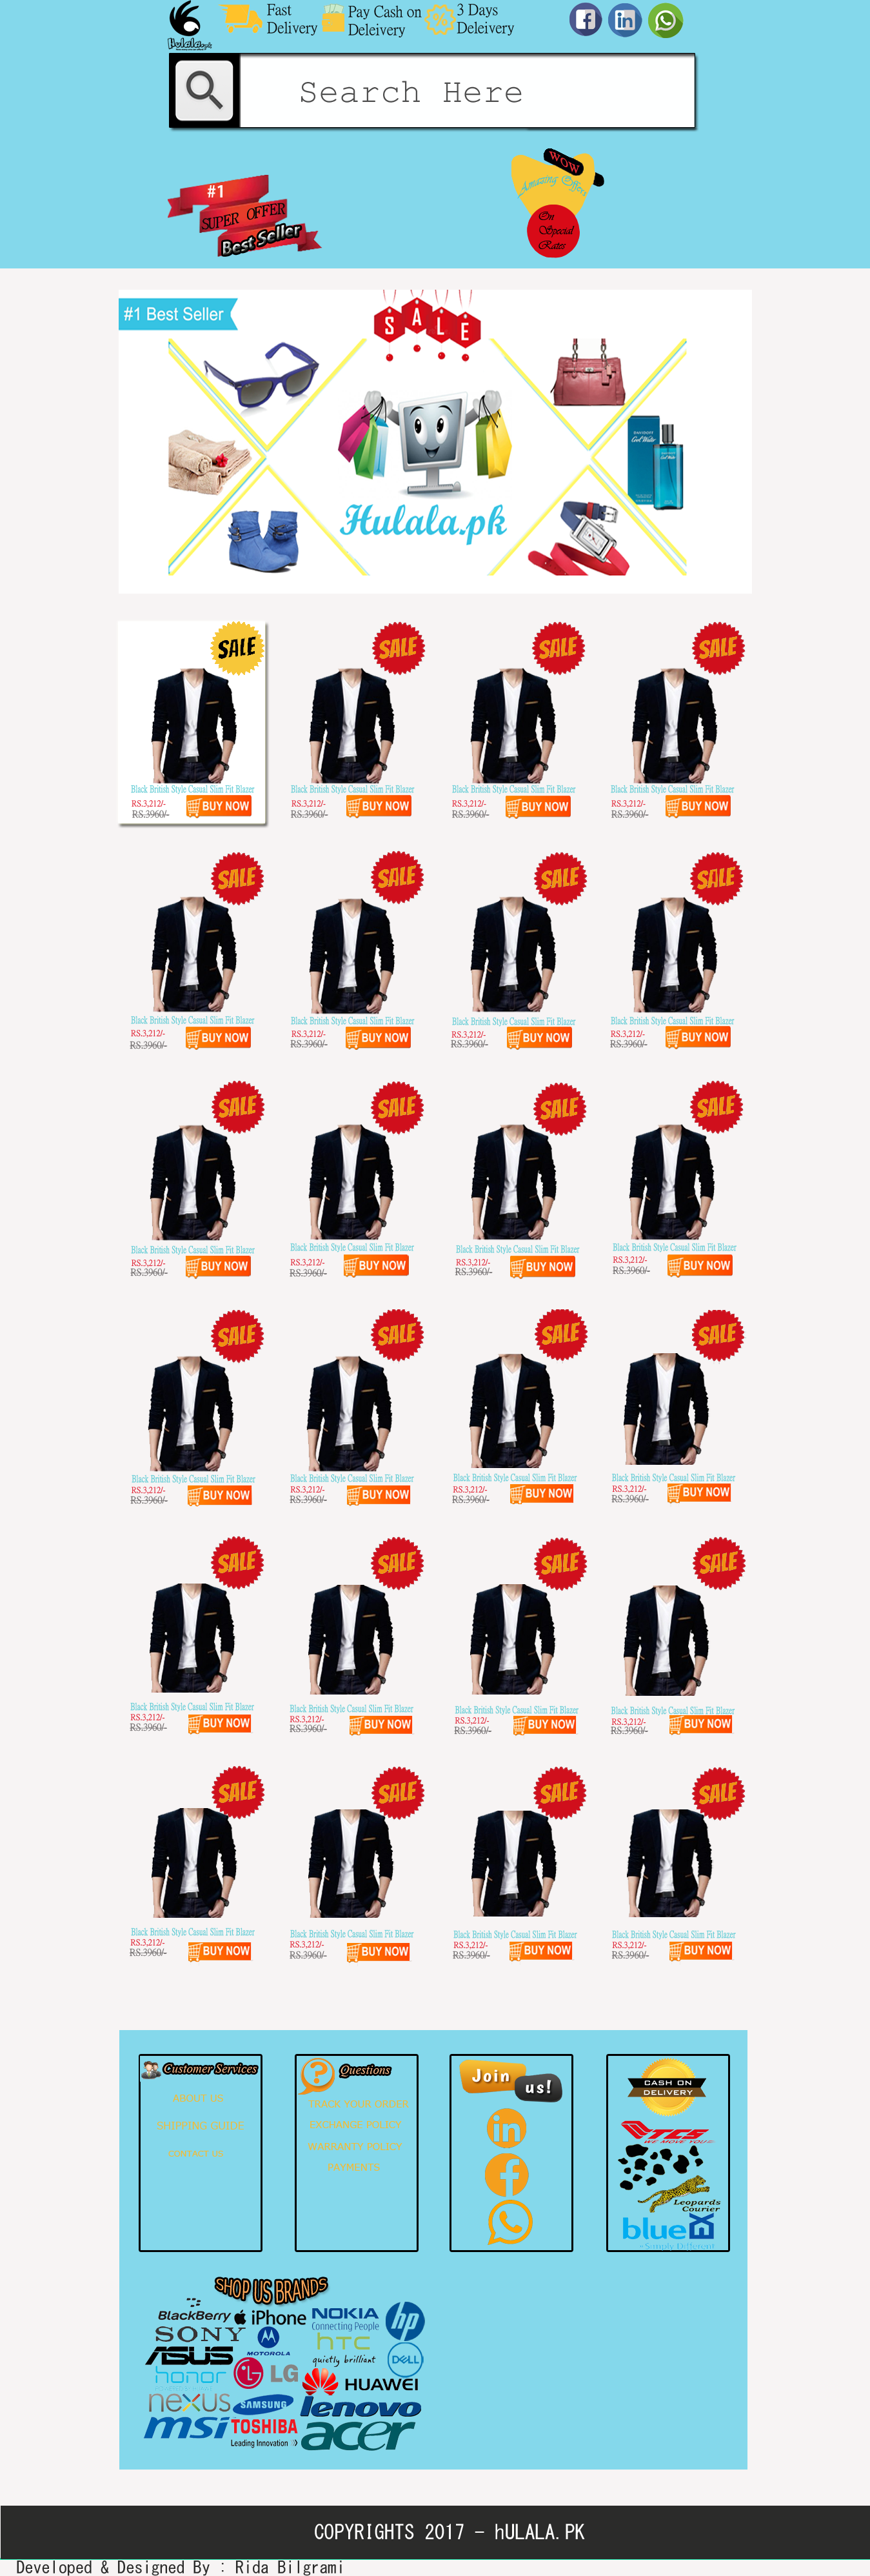 Fast
Delivery
Pay Cash on
Deleivery
3 Days
Deleivery
Hulala.pk
Search Here
WOW
Amazing Offers
On
Special
Rates
#1
SUPER OFFER
Best Seller
#1 Best Seller
SALE
DAVIDOFF
Cool Water
Hulala.pk
SALE
SALE
SALE
SALE
Black British Style Casual Slim Fit Blazer
Black British Style Casual Slim Fit Blazer
Black British Style Casual Slim Fit Blazer
Black British Style Casual Slim Fit Blazer
RS.3,212/- BUY NOW
RS.3,212/- BUY NOW
RS.3,212/- BUY NOW
RS.3,212/- BUY NOW
RS.3960/-
RS.3960/-
RS.3960/-
RS.3960/-
SALE
SALE
SALE
SALE
Black British Style Casual Slim Fit Blazer
Black British Style Casual Slim Fit Blazer
Black British Style Casual Slim Fit Blazer
Black British Style Casual Slim Fit Blazer
RS.3,212/- BUY NOW
RS.3,212/- BUY NOW
RS.3,212/- BUY NOW
RS.3,212/- BUY NOW
RS.3960/-
RS.3960/-
RS.3960/-
RS.3960/-
SALE
SALE
SALE
SALE
Black British Style Casual Slim Fit Blazer
Black British Style Casual Slim Fit Blazer
Black British Style Casual Slim Fit Blazer
Black British Style Casual Slim Fit Blazer
RS.3,212/- BUY NOW
RS.3,212/- BUY NOW
RS.3,212/- BUY NOW
RS.3,212/- BUY NOW
RS.3960/-
RS.3960/-
RS.3960/-
RS.3960/-
SALE
SALE
SALE
SALE
Black British Style Casual Slim Fit Blazer
Black British Style Casual Slim Fit Blazer
Black British Style Casual Slim Fit Blazer
Black British Style Casual Slim Fit Blazer
RS.3,212/- BUY NOW
RS.3,212/- BUY NOW
RS.3,212/- BUY NOW
RS.3,212/- BUY NOW
RS.3960/-
RS.3960/-
RS.3960/-
RS.3960/-
SALE
SALE
SALE
SALE
Black British Style Casual Slim Fit Blazer
Black British Style Casual Slim Fit Blazer
Black British Style Casual Slim Fit Blazer
Black British Style Casual Slim Fit Blazer
RS.3,212/- BUY NOW
RS.3,212/- BUY NOW
RS.3,212/- BUY NOW
RS.3,212/- BUY NOW
RS.3960/-
RS.3960/-
RS.3960/-
RS.3960/-
SALE
SALE
SALE
SALE
Black British Style Casual Slim Fit Blazer
Black British Style Casual Slim Fit Blazer
Black British Style Casual Slim Fit Blazer
Black British Style Casual Slim Fit Blazer
RS.3,212/- BUY NOW
RS.3,212/- BUY NOW
RS.3,212/- BUY NOW
RS.3,212/- BUY NOW
RS.3960/-
RS.3960/-
RS.3960/-
RS.3960/-
Customer Services
ABOUT US
SHOPPING GUIDE
CONTACT US
Questions
TRACK YOUR ORDER
EXCHANGE POLICY
WARRANTY POLICY
PAYMENTS
Join
us!
CASH ON
DELIVERY
TCS
WE MOVE YOU
Leopards
Courier
blueEX
Simply Different
SHOP US BRANDS
BlackBerry
iPhone
NOKIA
Connecting People
hp
SONY
MOTOROLA
htc
quietly brilliant
DELL
ASUS
honor
LG
HUAWEI
nexus
SAMSUNG
lenovo
msi
TOSHIBA
Leading Innovation
acer
COPYRIGHTS 2017 - hULALA.PK
Developed & Designed By : Rida Bilgrami